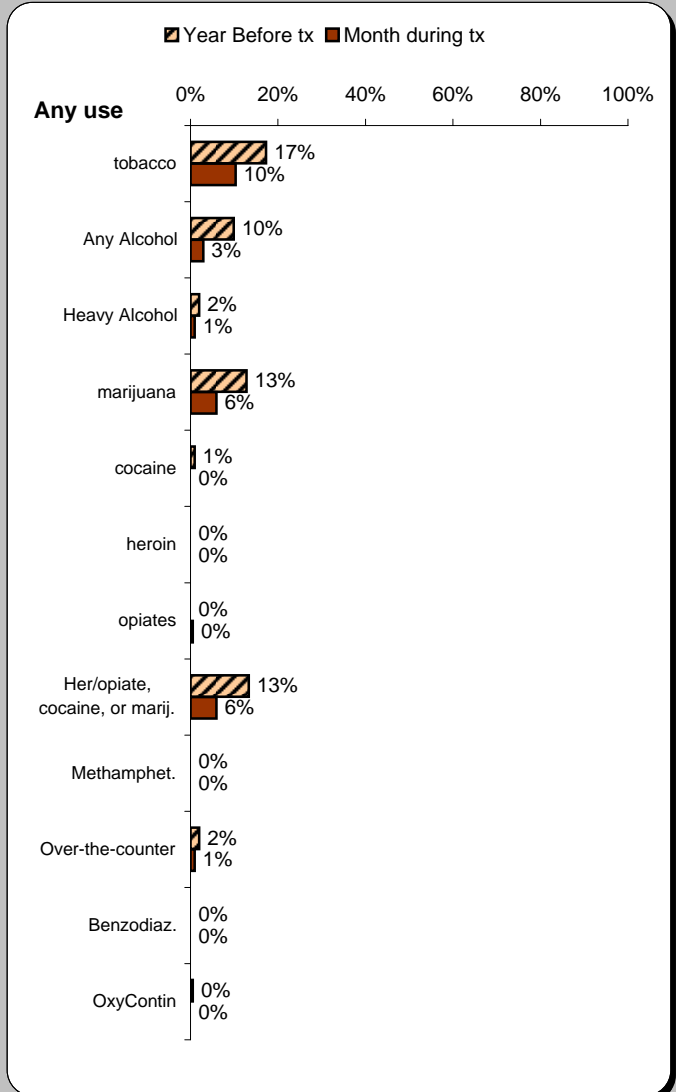 Year Before tx Month during tx
Any use
0% 20% 40% 60% 80% 100%
tobacco 17%
10%
Any Alcohol 10%
3%
Heavy Alcohol 2%
1%
marijuana 13%
6%
cocaine 1%
0%
heroin 0%
0%
opiates 0%
0%
Her/opiate, 13%
cocaine, or marij. 6%
Methamphet. 0%
0%
Over-the-counter 2%
1%
Benzodiaz. 0%
0%
OxyContin 0%
0%